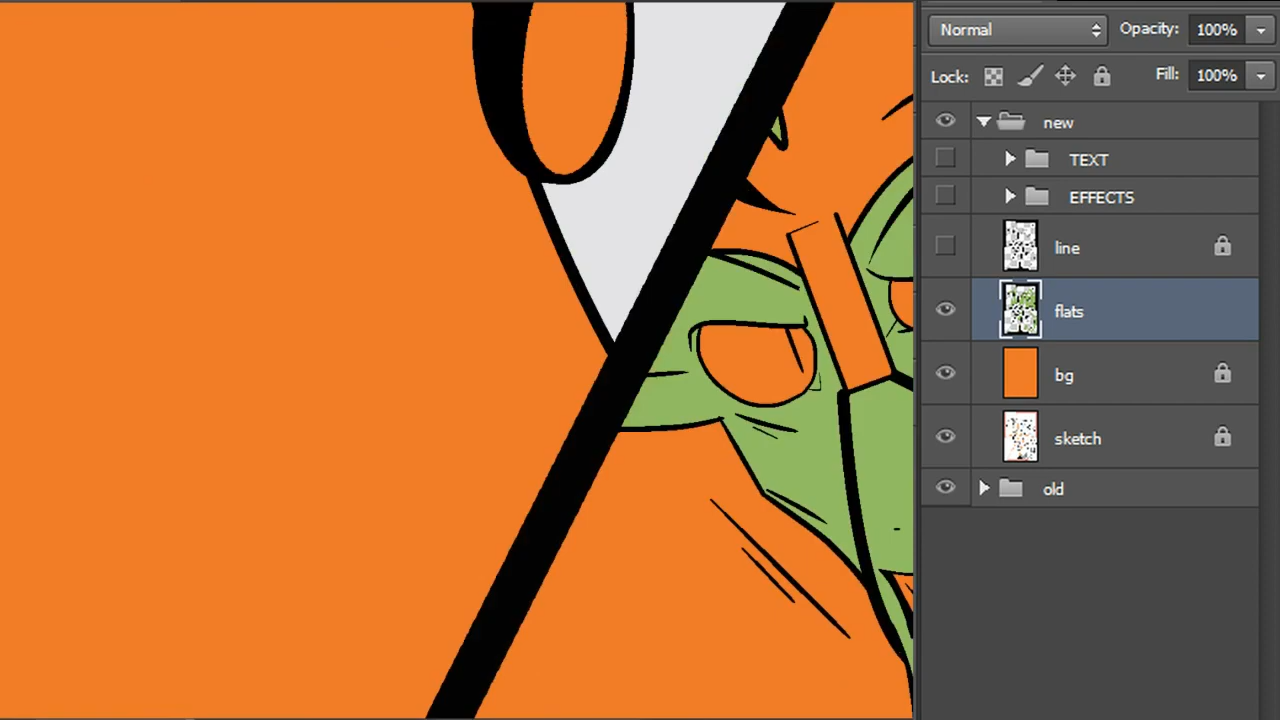 Normal
Opacity: 100%
Lock:
Fill: 100%
new
TEXT
EFFECTS
line
flats
bg
sketch
old